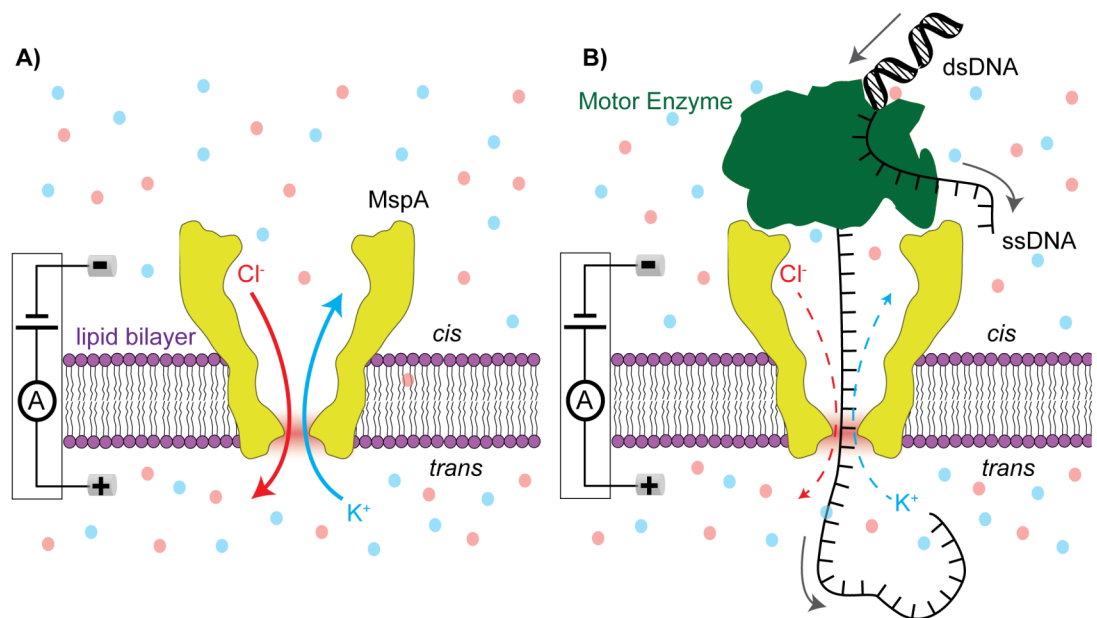 A)
MspA
Cl⁻
lipid bilayer
cis
A
trans
K⁺
B)
dsDNA
Motor Enzyme
ssDNA
Cl⁻
cis
A
trans
K⁺